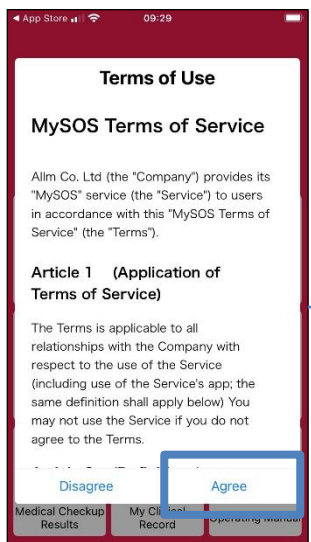 App Store 09:29
Terms of Use
MySOS Terms of Service
Allm Co. Ltd (the "Company") provides its
"MySOS" service (the "Service") to users
in accordance with this "MySOS Terms of
Service" (the "Terms").
Article 1 (Application of
Terms of Service)
The Terms is applicable to all
relationships with the Company with
respect to the use of the Service
(including use of the Service's app; the
same definition shall apply below) You
may not use the Service if you do not
agree to the Terms.
Disagree Agree
Medical Checkup My Clinical
Results Record Operating Manual